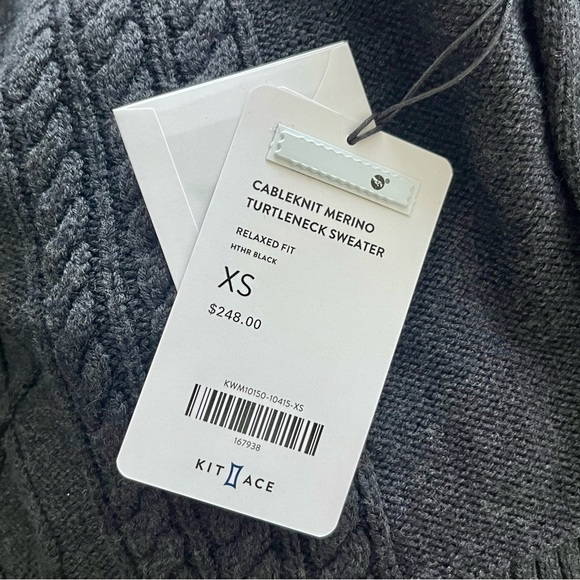 CABLEKNIT MERINO
TURTLENECK SWEATER
RELAXED FIT
HTHR BLACK
XS
$248.00
KWM10150-10415-XS
167938
KIT ACE